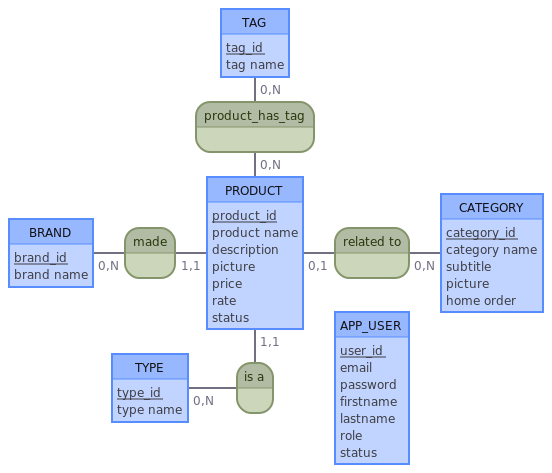 TAG
tag_id
tag name
0,N
product_has_tag
0,N
PRODUCT
product_id
product name
description
picture
price
rate
status
BRAND
brand_id
brand name
0,N
made
1,1
0,1
related to
0,N
CATEGORY
category_id
category name
subtitle
picture
home order
1,1
is a
TYPE
type_id
type name
0,N
APP_USER
user_id
email
password
firstname
lastname
role
status